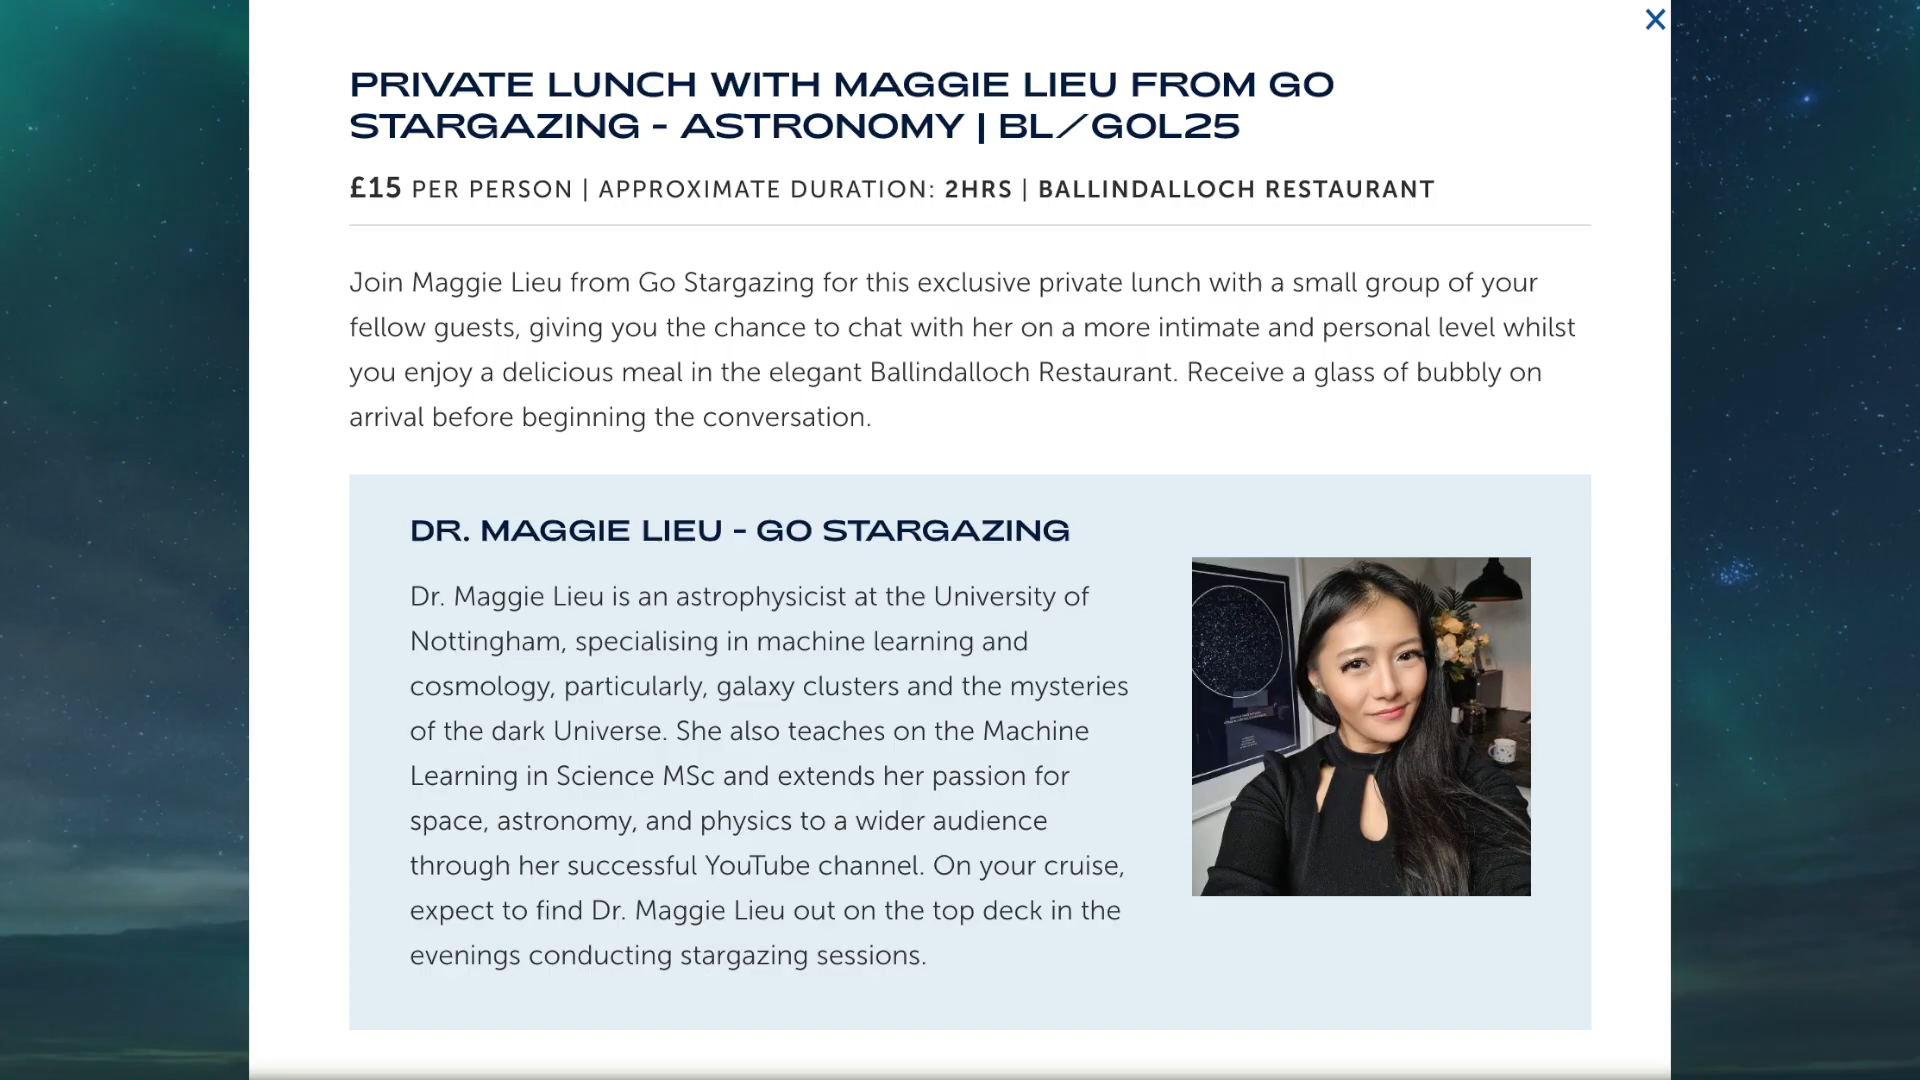 PRIVATE LUNCH WITH MAGGIE LIEU FROM GO
STARGAZING - ASTRONOMY | BL/GOL25
£15 PER PERSON | APPROXIMATE DURATION: 2HRS | BALLINDALLOCH RESTAURANT
Join Maggie Lieu from Go Stargazing for this exclusive private lunch with a small group of your
fellow guests, giving you the chance to chat with her on a more intimate and personal level whilst
you enjoy a delicious meal in the elegant Ballindalloch Restaurant. Receive a glass of bubbly on
arrival before beginning the conversation.
DR. MAGGIE LIEU - GO STARGAZING
Dr. Maggie Lieu is an astrophysicist at the University of
Nottingham, specialising in machine learning and
cosmology, particularly, galaxy clusters and the mysteries
of the dark Universe. She also teaches on the Machine
Learning in Science MSc and extends her passion for
space, astronomy, and physics to a wider audience
through her successful YouTube channel. On your cruise,
expect to find Dr. Maggie Lieu out on the top deck in the
evenings conducting stargazing sessions.